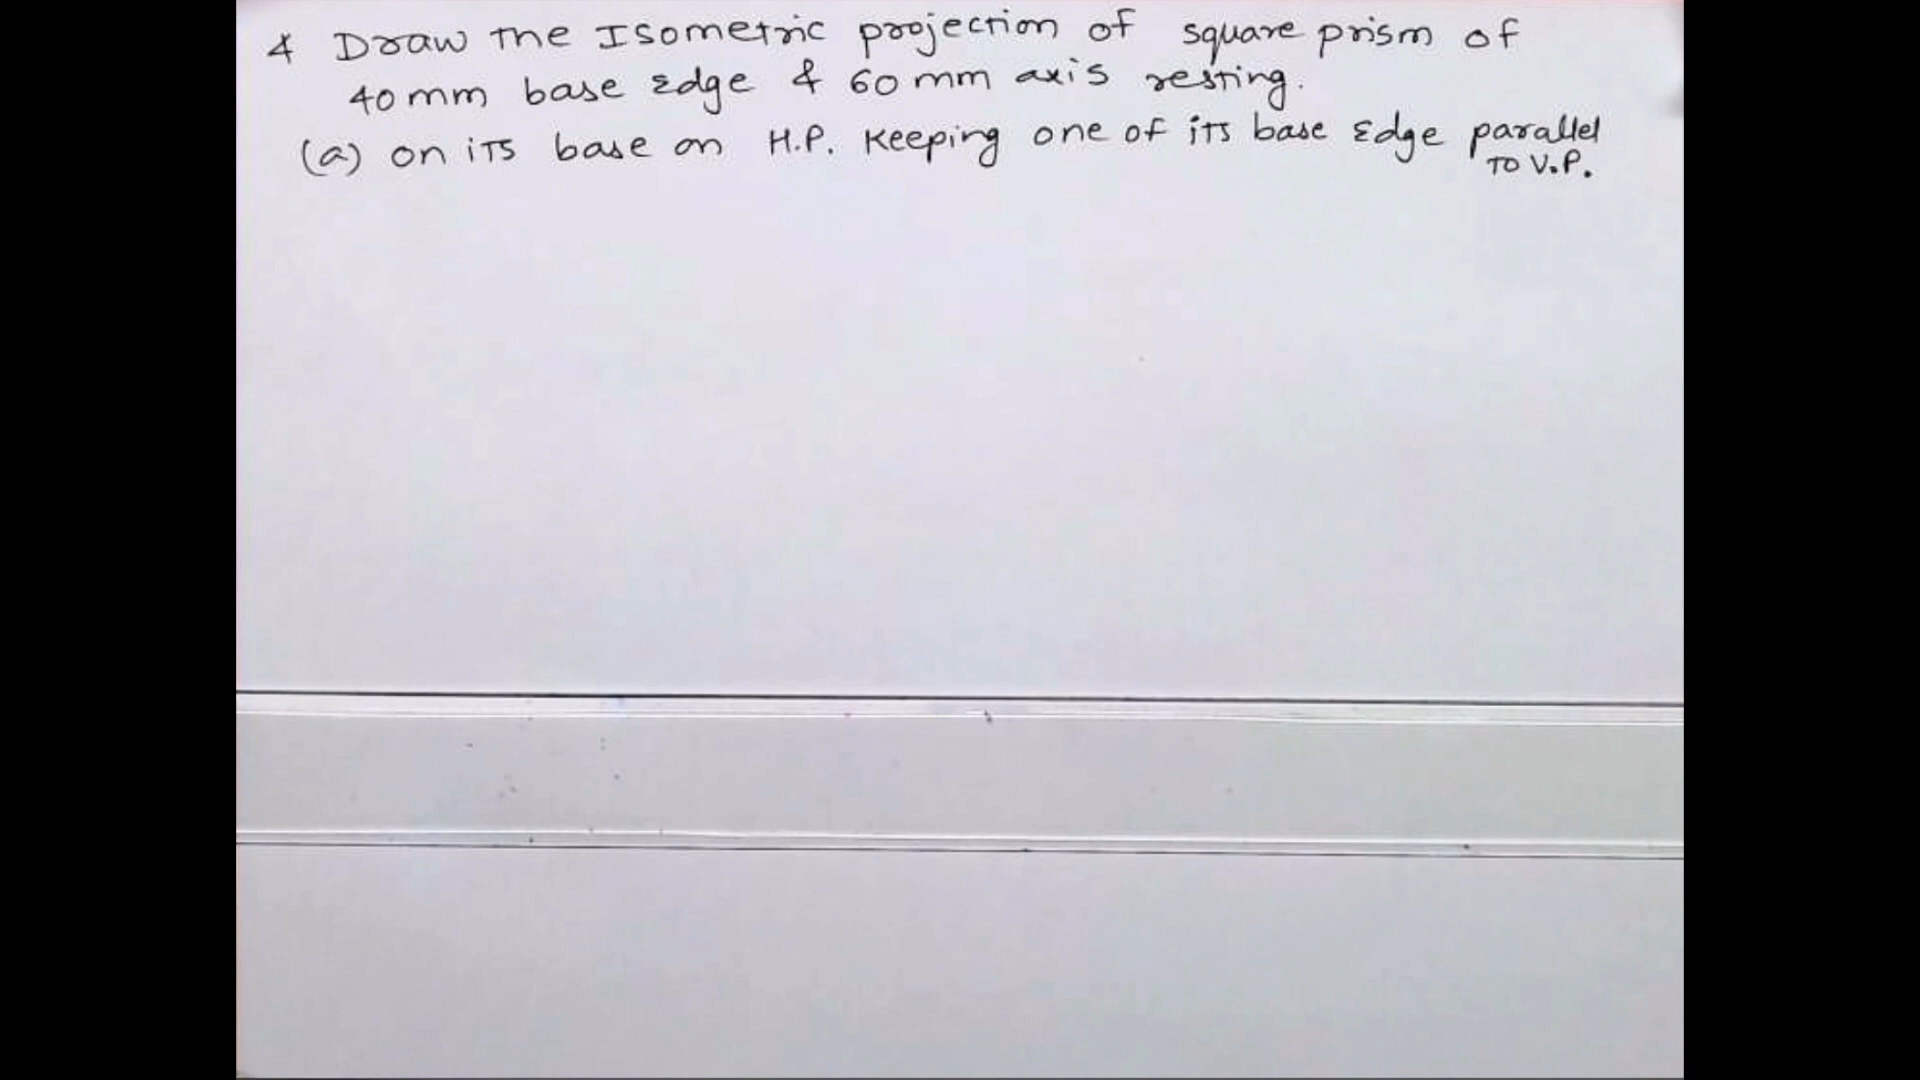 4 Draw the Isometric projection of square prism of
40 mm base Edge & 60 mm axis resting.
(a) on its base on H.P. Keeping one of its base Edge parallel
TO V.P.